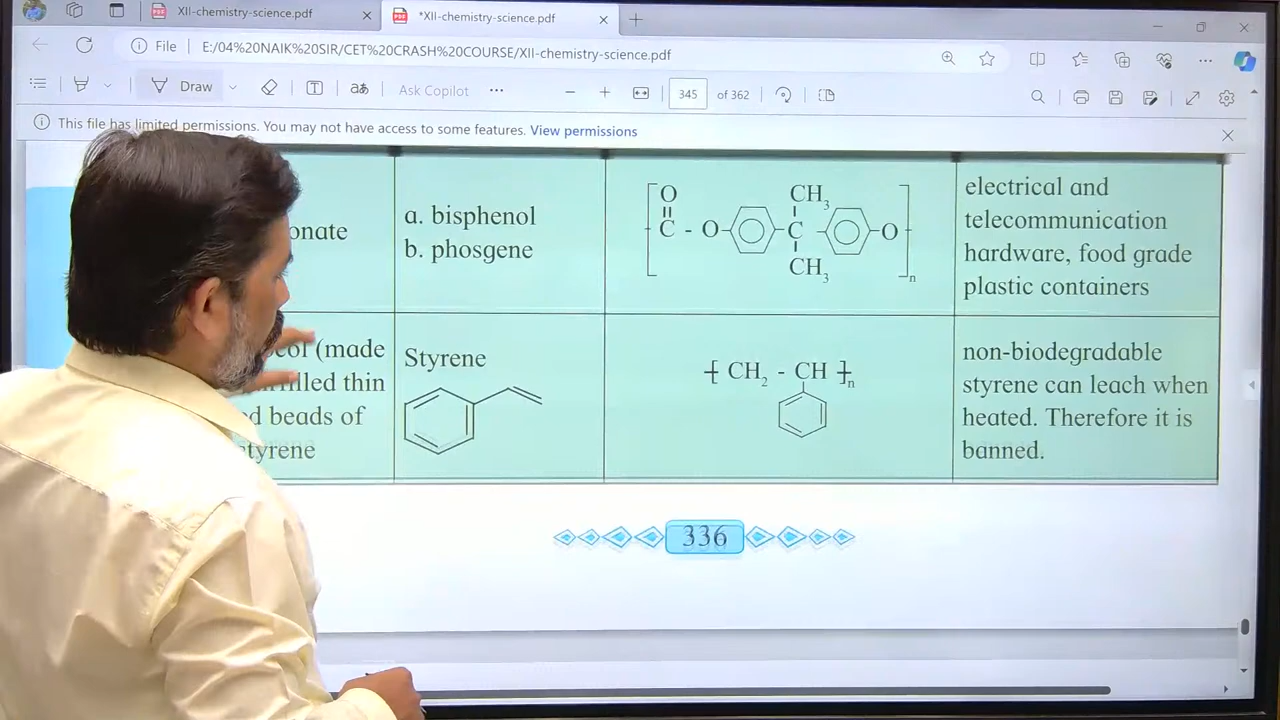 XII-chemistry-science.pdf
*XII-chemistry-science.pdf
File
E:/04%20NAIK%20SIR/CET%20CRASH%20COURSE/XII-chemistry-science.pdf
Draw
aあ
Ask Copilot
345 of 362
This file has limited permissions. You may not have access to some features. View permissions
onate
a. bisphenol
b. phosgene
O
C - O
CH3
C
CH3
O
n
electrical and
telecommunication
hardware, food grade
plastic containers
col (made
filled thin
d beads of
tyrene
Styrene
CH2 - CH
n
non-biodegradable
styrene can leach when
heated. Therefore it is
banned.
336